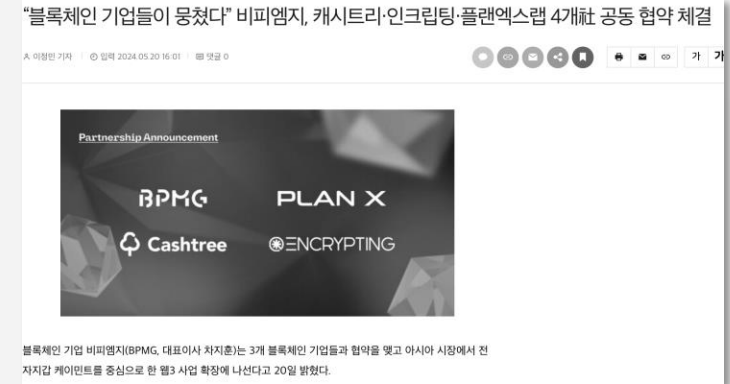 “블록체인 기업들이 뭉쳤다” 비피엠지, 캐시트리·인크립팅·플랜엑스랩 4개社 공동 협약 체결
이정민 기자 입력 2024.05.20 16:01 댓글 0
가 가
Partnership Announcement
BPMG PLAN X
Cashtree ENCRYPTING
블록체인 기업 비피엠지(BPMG, 대표이사 차지훈)는 3개 블록체인 기업들과 협약을 맺고 아시아 시장에서 전
자지갑 케이민트를 중심으로 한 웹3 사업 확장에 나선다고 20일 밝혔다.